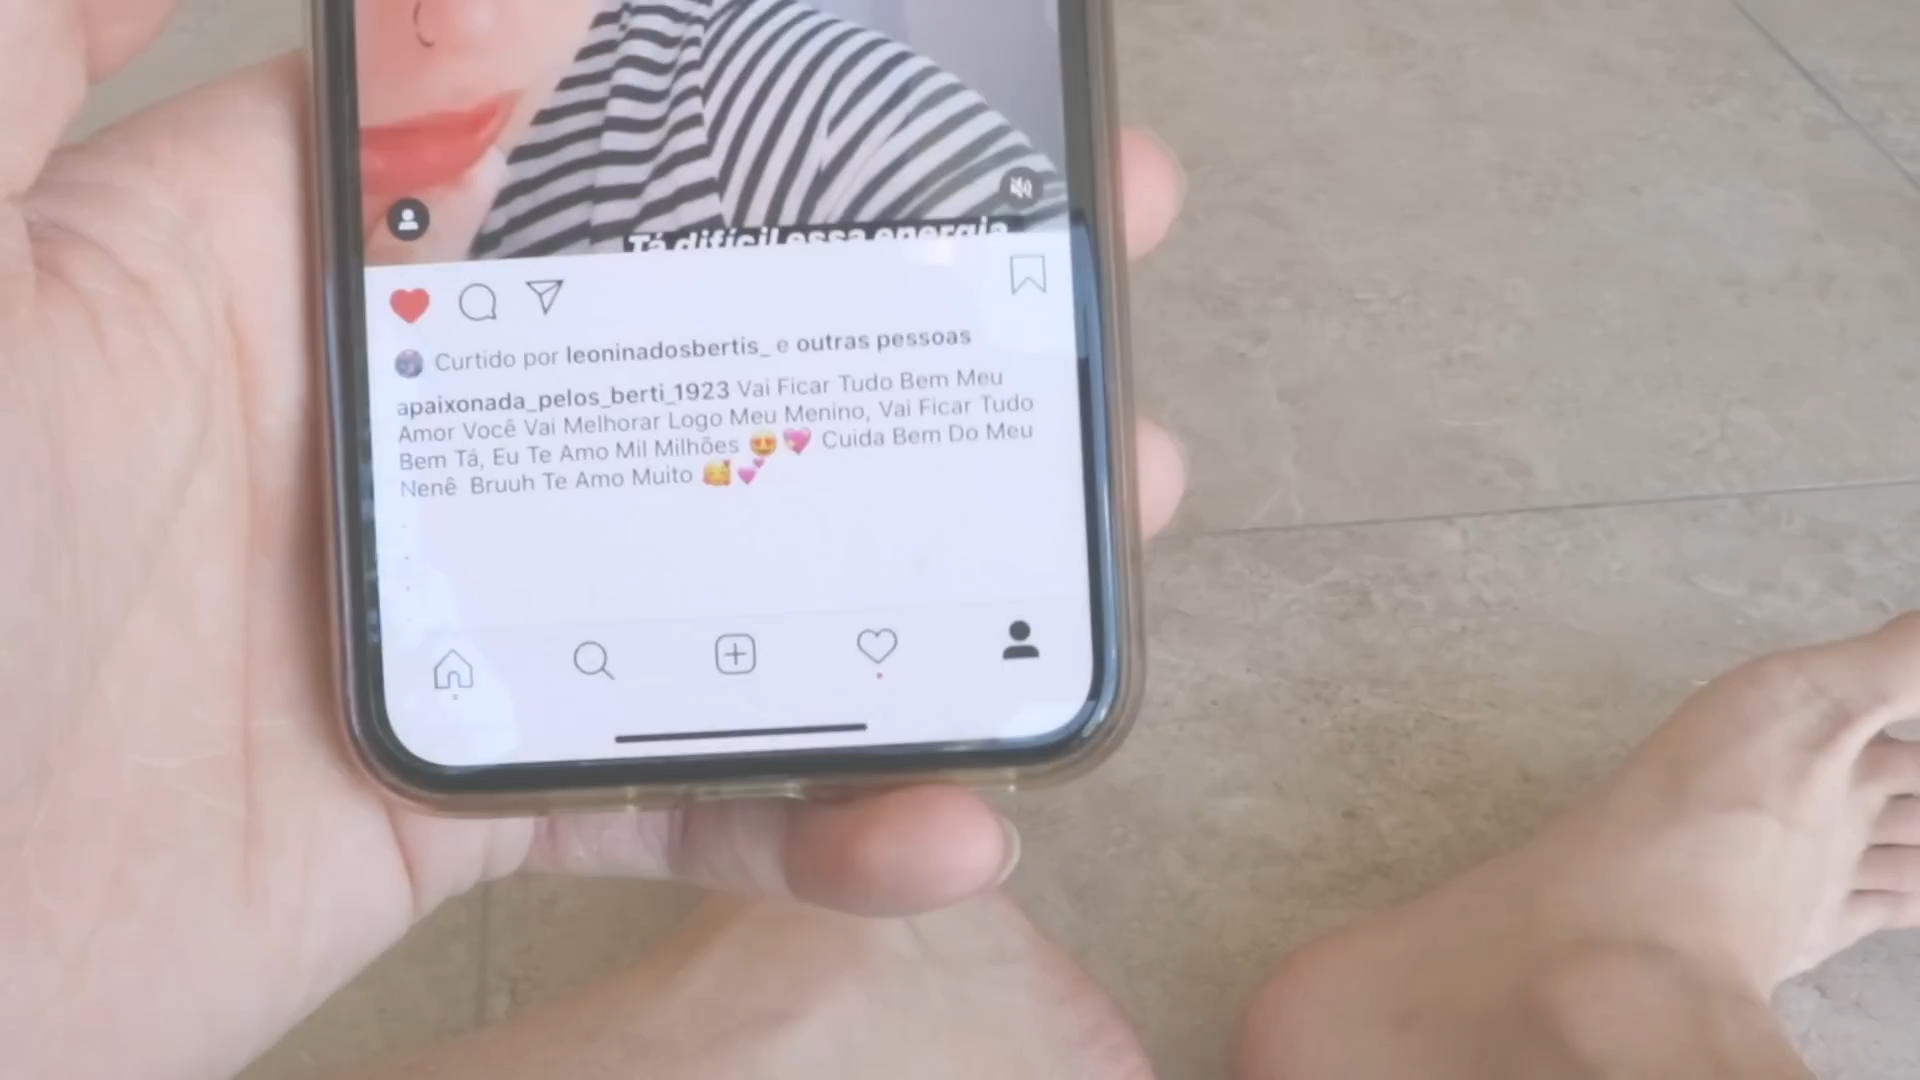 Tá difícil essa energia
Curtido por leoninadosbertis_ e outras pessoas
apaixonada_pelos_berti_1923 Vai Ficar Tudo Bem Meu
Amor Você Vai Melhorar Logo Meu Menino, Vai Ficar Tudo
Bem Tá, Eu Te Amo Mil Milhões 😍💖 Cuida Bem Do Meu
Nenê Bruuh Te Amo Muito 🥰💕